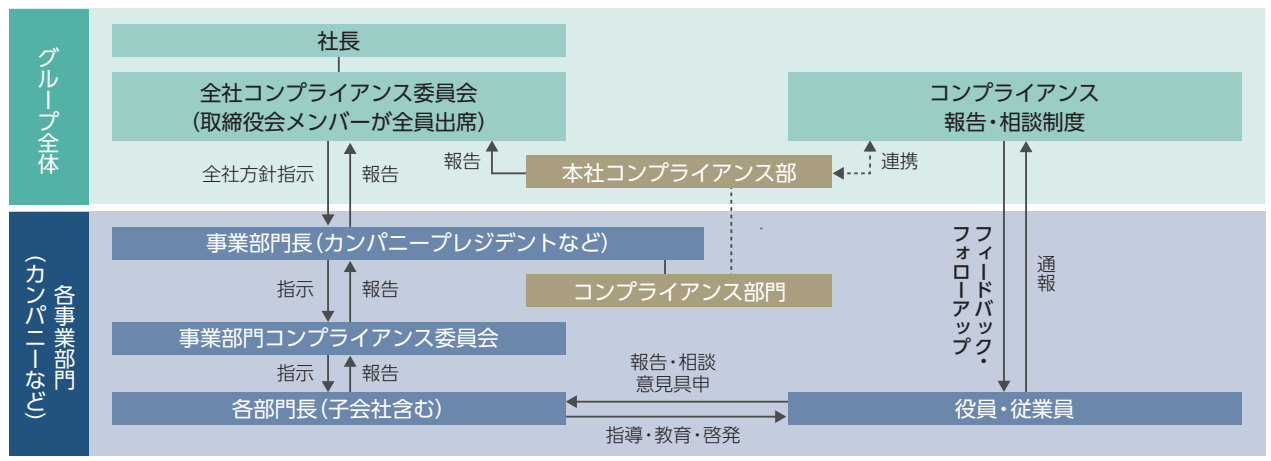 グループ全体
社長
全社コンプライアンス委員会
(取締役会メンバーが全員出席)
コンプライアンス
報告・相談制度
報告
本社コンプライアンス部
連携
全社方針指示
報告
各事業部門
(カンパニーなど)
事業部門長(カンパニープレジデントなど)
コンプライアンス部門
指示
報告
事業部門コンプライアンス委員会
指示
報告
各部門長(子会社含む)
報告・相談
意見具申
指導・教育・啓発
フィードバック・
フォローアップ
通報
役員・従業員